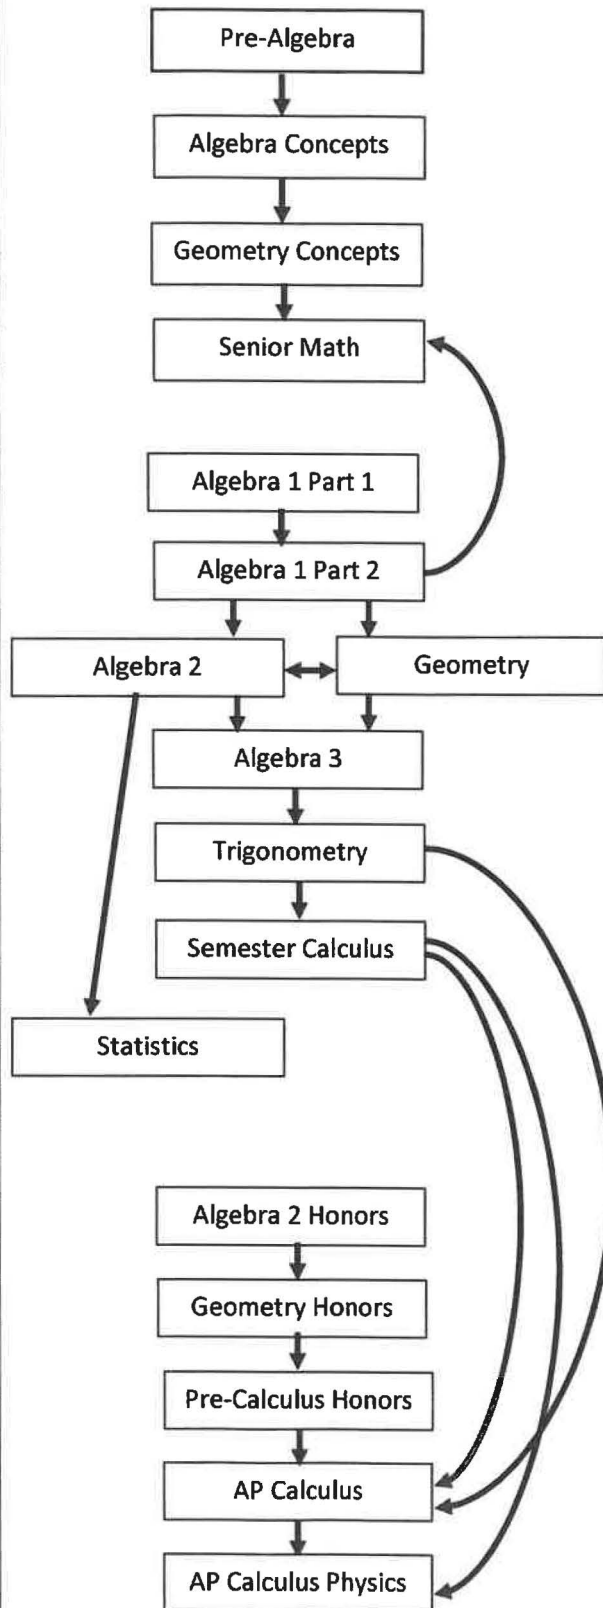 Pre-Algebra
Algebra Concepts
Geometry Concepts
Senior Math
Algebra 1 Part 1
Algebra 1 Part 2
Algebra 2
Geometry
Algebra 3
Trigonometry
Semester Calculus
Statistics
Algebra 2 Honors
Geometry Honors
Pre-Calculus Honors
AP Calculus
AP Calculus Physics